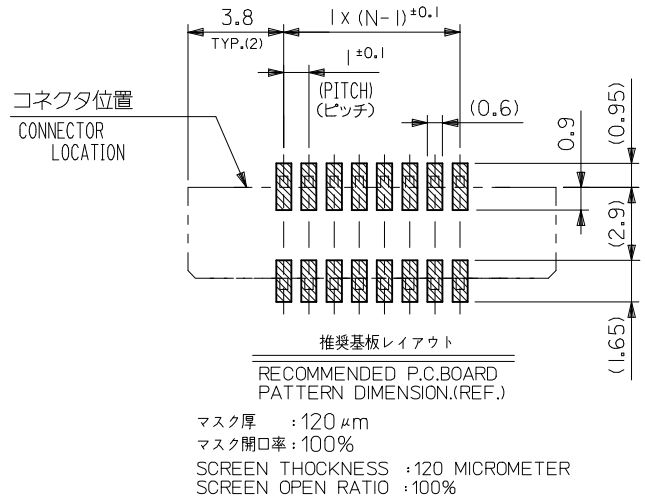 3.8
TYP.(2)
1 x (N-1)±0.1
1±0.1
(PITCH)
(ピッチ)
(0.6)
0.9
(0.95)
(2.9)
(1.65)
コネクタ位置
CONNECTOR
LOCATION
推奨基板レイアウト
RECOMMENDED P.C.BOARD
PATTERN DIMENSION.(REF.)
マスク厚 :120μm
マスク開口率:100%
SCREEN THOCKNESS :120 MICROMETER
SCREEN OPEN RATIO :100%